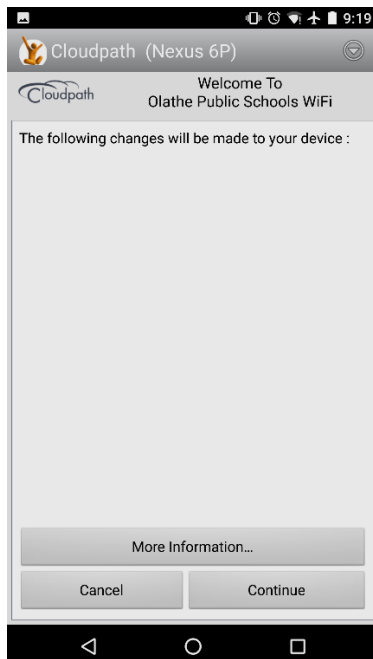 9:19
Cloudpath (Nexus 6P)
Cloudpath
Welcome To
Olathe Public Schools WiFi
The following changes will be made to your device :
More Information...
Cancel
Continue